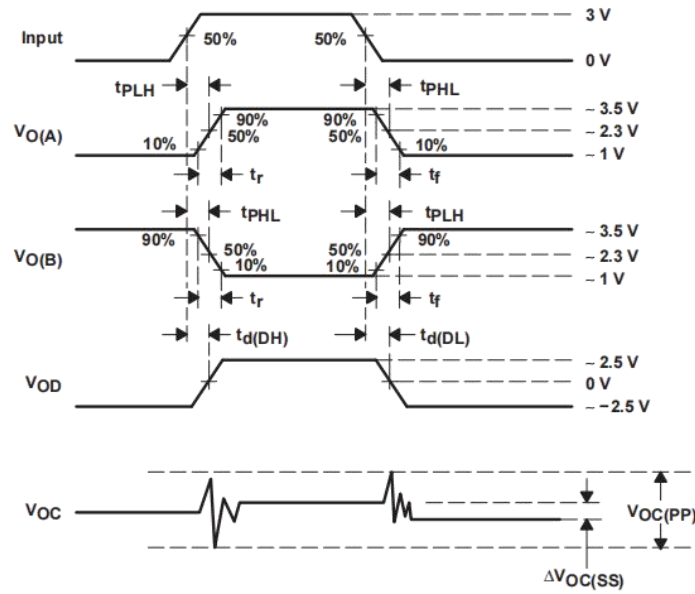 3 V
Input 50% 50%
0 V
tPLH tPHL
~ 3.5 V
90% 90%
VO(A) 10% 50% 50% 10% ~ 2.3 V
~ 1 V
tr tf
tPHL tPLH
~ 3.5 V
90% 50% 50% 90%
VO(B) ~ 2.3 V
10% 10%
~ 1 V
tr tf
td(DH) td(DL)
~ 2.5 V
VOD 0 V
~ −2.5 V
VOC VOC(PP)
ΔVOC(SS)